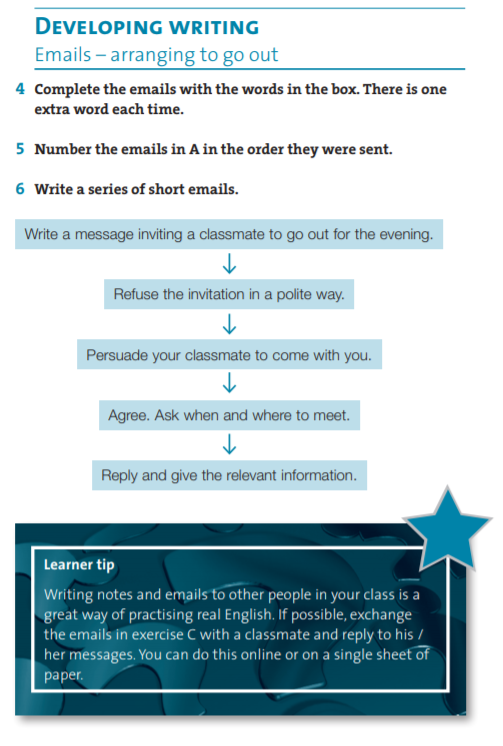 DEVELOPING WRITING
Emails – arranging to go out
4 Complete the emails with the words in the box. There is one
extra word each time.
5 Number the emails in A in the order they were sent.
6 Write a series of short emails.
Write a message inviting a classmate to go out for the evening.
Refuse the invitation in a polite way.
Persuade your classmate to come with you.
Agree. Ask when and where to meet.
Reply and give the relevant information.
Learner tip
Writing notes and emails to other people in your class is a
great way of practising real English. If possible, exchange
the emails in exercise C with a classmate and reply to his /
her messages. You can do this online or on a single sheet of
paper.